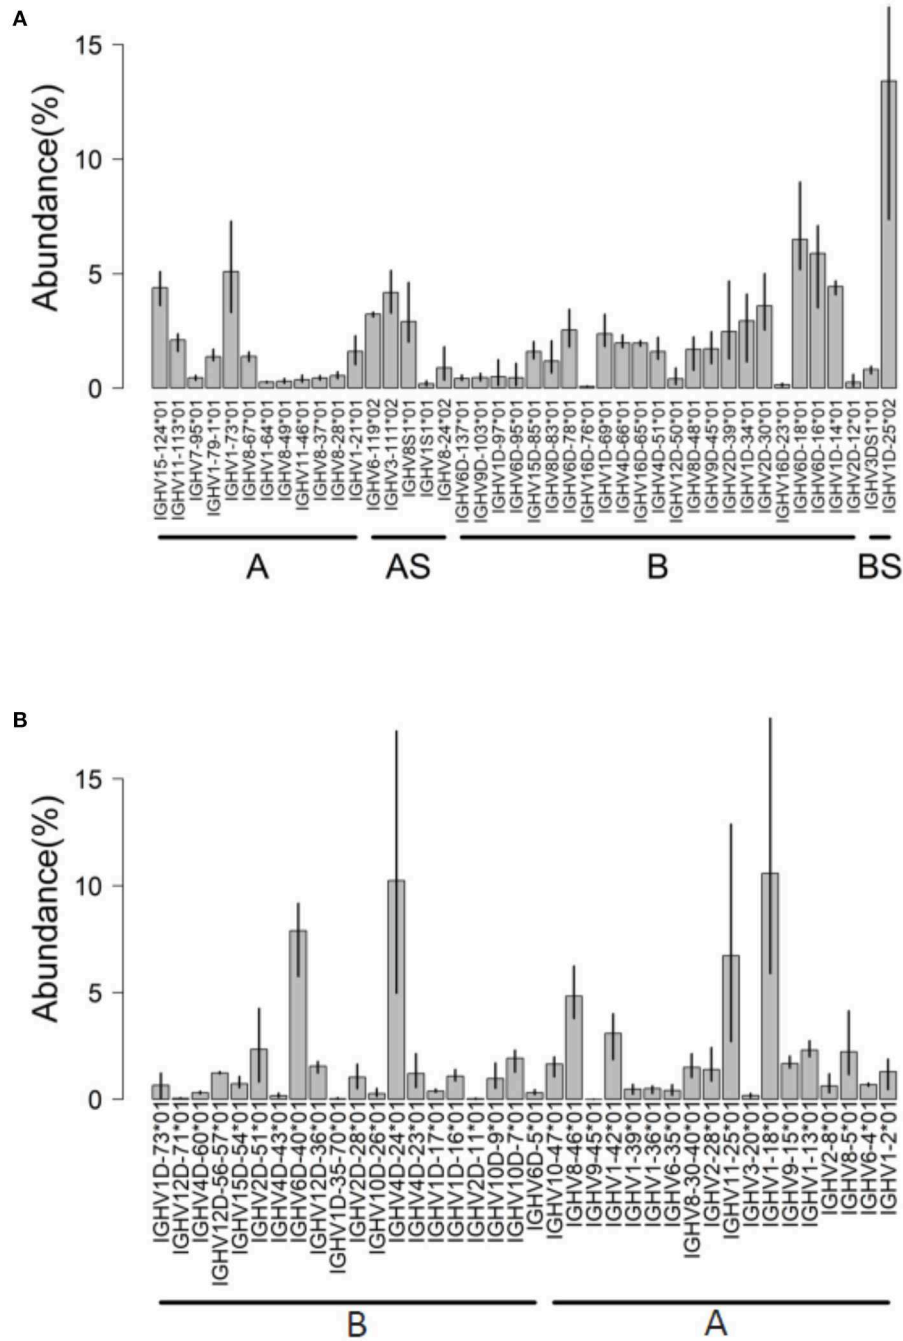 A
Abundance(%)
15
10
5
0
IGHV15-124*01
IGHV11-113*01
IGHV7-95*01
IGHV1-79-1*01
IGHV1-73*01
IGHV8-67*01
IGHV1-64*01
IGHV8-49*01
IGHV11-46*01
IGHV8-37*01
IGHV8-28*01
IGHV1-21*01
IGHV6-119*02
IGHV3-111*02
IGHV8S1*01
IGHV1S1*01
IGHV8-24*02
IGHV6D-137*01
IGHV9D-103*01
IGHV1D-97*01
IGHV6D-95*01
IGHV15D-85*01
IGHV8D-83*01
IGHV6D-78*01
IGHV16D-76*01
IGHV1D-69*01
IGHV4D-66*01
IGHV16D-65*01
IGHV4D-51*01
IGHV12D-50*01
IGHV8D-48*01
IGHV9D-45*01
IGHV2D-39*01
IGHV1D-34*01
IGHV2D-30*01
IGHV16D-23*01
IGHV6D-18*01
IGHV6D-16*01
IGHV1D-14*01
IGHV2D-12*01
IGHV3DS1*01
IGHV1D-25*02
A
AS
B
BS
B
Abundance(%)
15
10
5
0
IGHV1D-73*01
IGHV12D-71*01
IGHV4D-60*01
IGHV12D-56-57*01
IGHV15D-54*01
IGHV2D-51*01
IGHV4D-43*01
IGHV6D-40*01
IGHV12D-36*01
IGHV1D-35-70*01
IGHV2D-28*01
IGHV10D-26*01
IGHV4D-24*01
IGHV4D-23*01
IGHV1D-17*01
IGHV1D-16*01
IGHV2D-11*01
IGHV10D-9*01
IGHV10D-7*01
IGHV6D-5*01
IGHV10-47*01
IGHV8-46*01
IGHV9-45*01
IGHV1-42*01
IGHV1-39*01
IGHV1-36*01
IGHV6-35*01
IGHV8-30-40*01
IGHV2-28*01
IGHV11-25*01
IGHV3-20*01
IGHV1-18*01
IGHV9-15*01
IGHV1-13*01
IGHV2-8*01
IGHV8-5*01
IGHV6-4*01
IGHV1-2*01
B
A